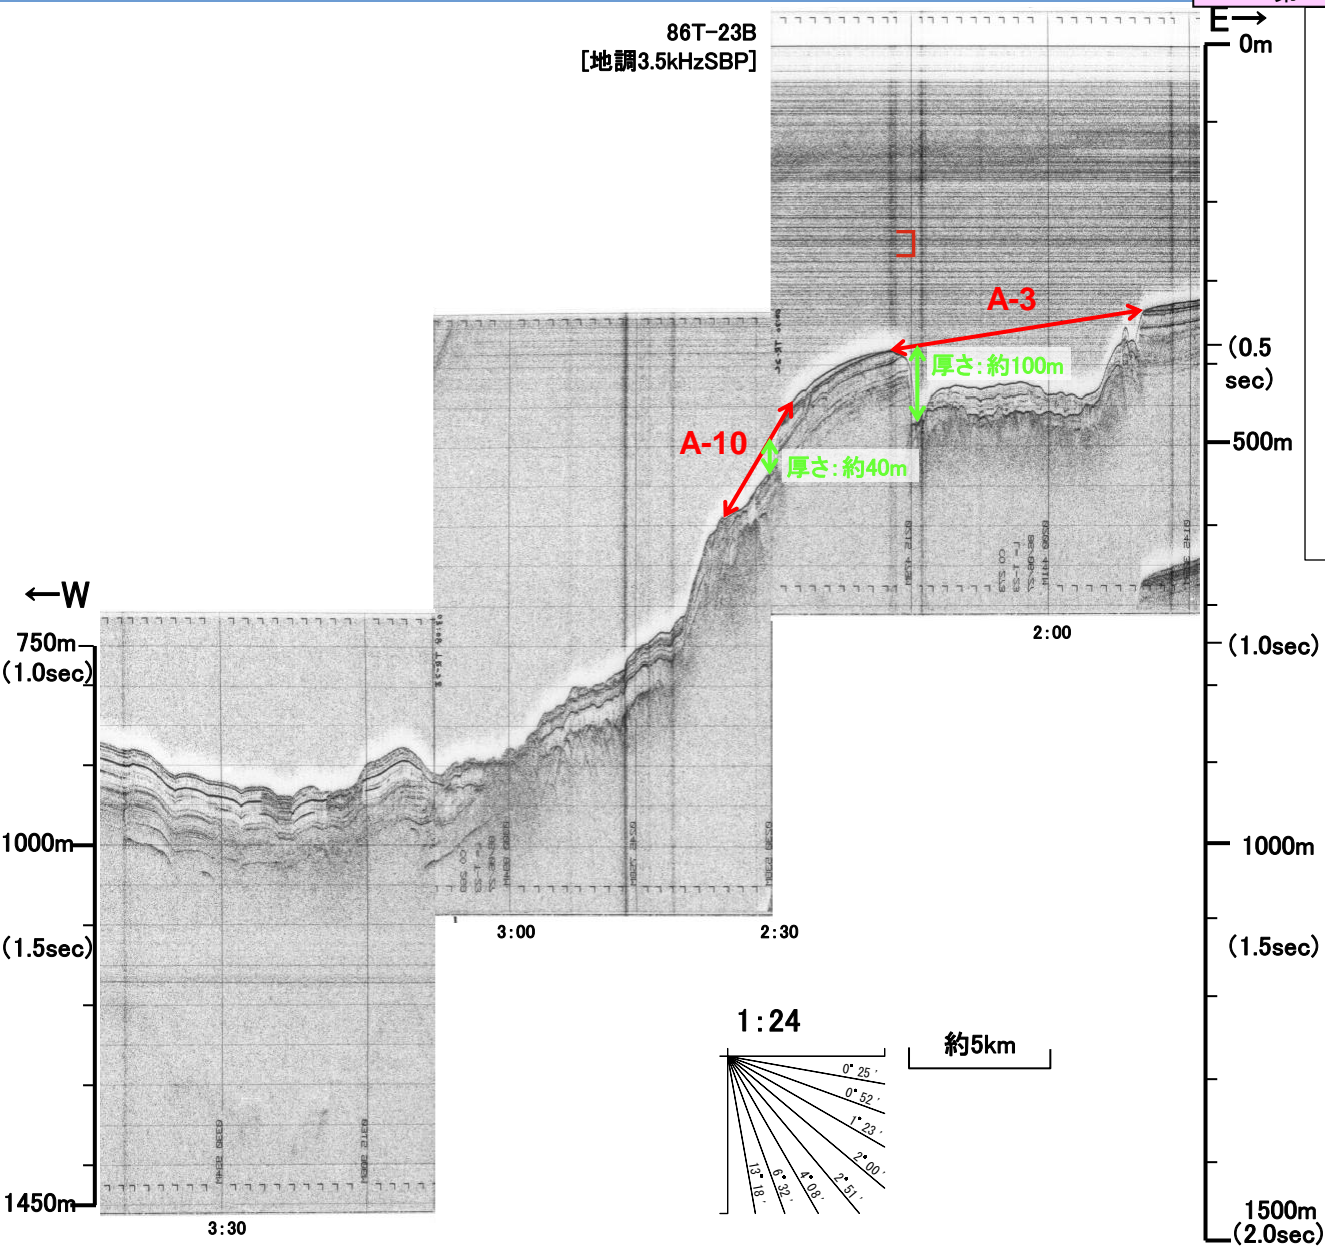 E→
86T-23B
[地調3.5kHzSBP]
0m
A-3
(0.5
sec)
厚さ:約100m
A-10
500m
厚さ:約40m
←W
2:00
750m
(1.0sec)
(1.0sec)
1000m
1000m
3:00
2:30
(1.5sec)
(1.5sec)
1:24
約5km
0°25′
0°52′
1°23′
2°00′
2°51′
4°08′
6°32′
13°18′
1450m
1500m
(2.0sec)
3:30